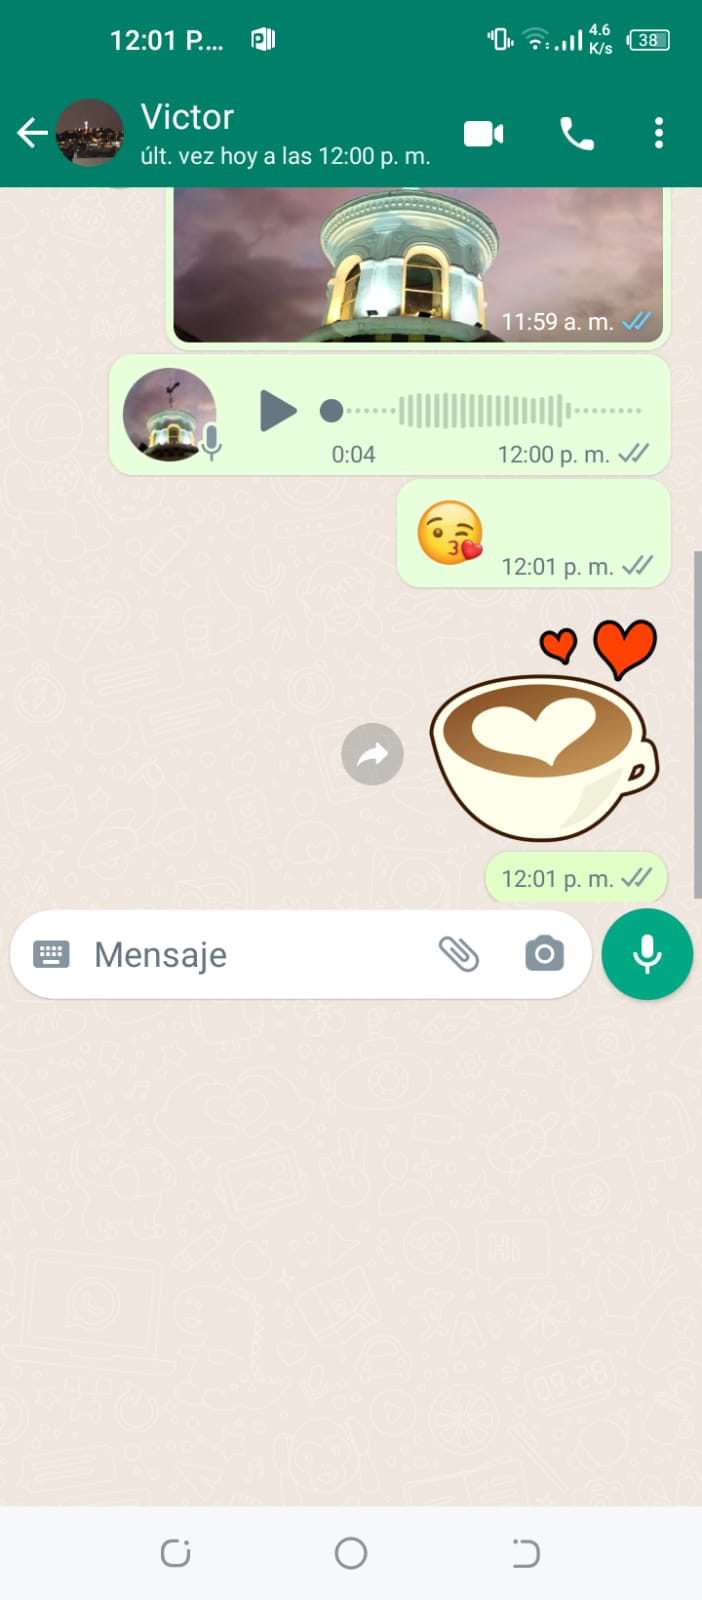 12:01 P.... 4.6 K/s 38
Victor
últ. vez hoy a las 12:00 p. m.
11:59 a. m.
0:04 12:00 p. m.
12:01 p. m.
12:01 p. m.
Mensaje